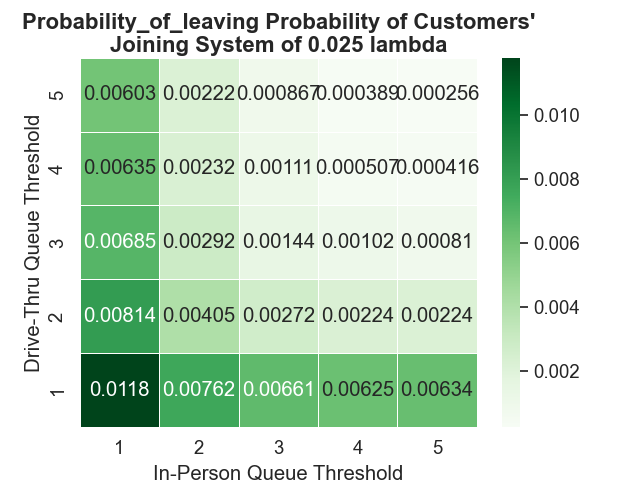 Probability_of_leaving Probability of Customers'
Joining System of 0.025 lambda
Drive-Thru Queue Threshold
5 0.00603 0.00222 0.000867 0.000389 0.000256
4 0.00635 0.00232 0.00111 0.000507 0.000416
3 0.00685 0.00292 0.00144 0.00102 0.00081
2 0.00814 0.00405 0.00272 0.00224 0.00224
1 0.0118 0.00762 0.00661 0.00625 0.00634
1 2 3 4 5
In-Person Queue Threshold
0.010
0.008
0.006
0.004
0.002